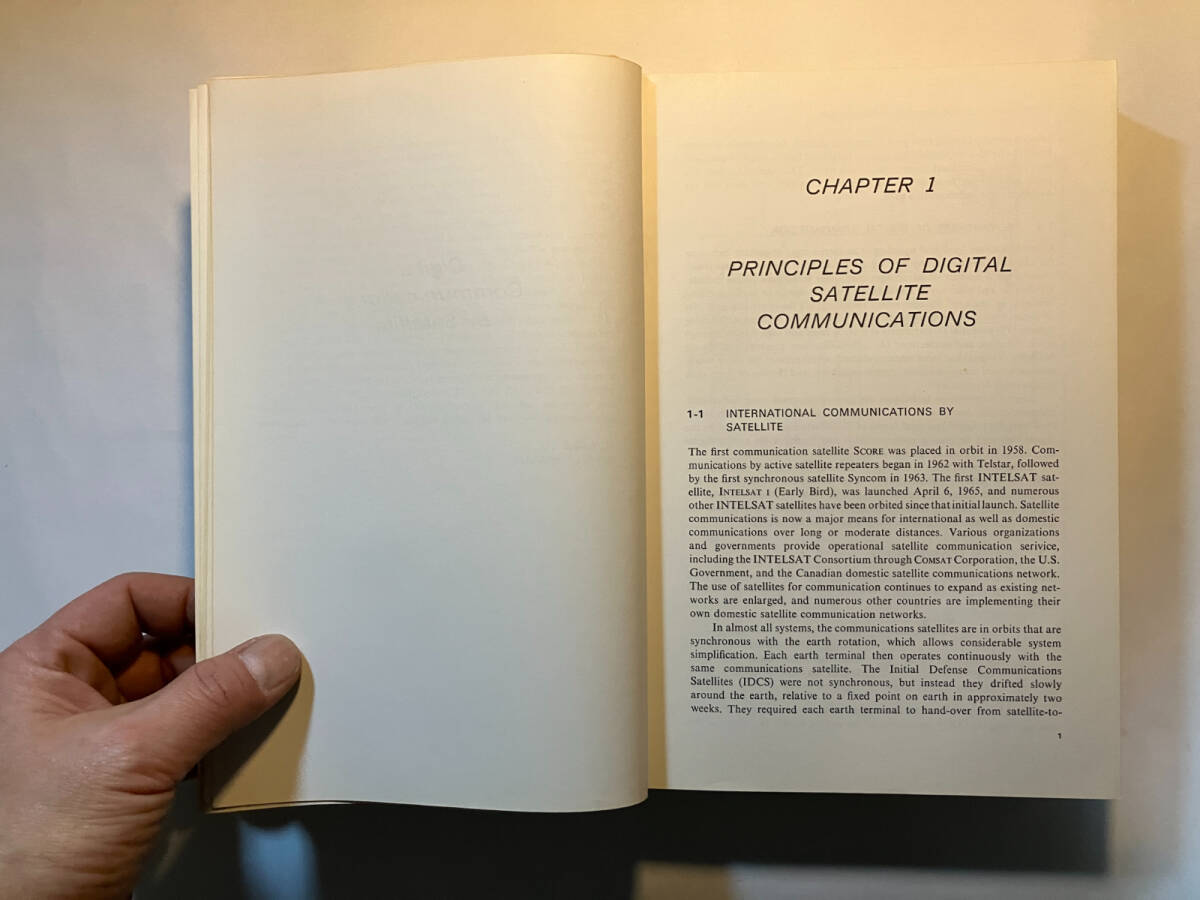 CHAPTER 1
PRINCIPLES OF DIGITAL
SATELLITE
COMMUNICATIONS
1-1 INTERNATIONAL COMMUNICATIONS BY
SATELLITE
The first communication satellite SCORE was placed in orbit in 1958. Com-
munications by active satellite repeaters began in 1962 with Telstar, followed
by the first synchronous satellite Syncom in 1963. The first INTELSAT sat-
ellite, INTELSAT I (Early Bird), was launched April 6, 1965, and numerous
other INTELSAT satellites have been orbited since that initial launch. Satellite
communications is now a major means for international as well as domestic
communications over long or moderate distances. Various organizations
and governments provide operational satellite communication serivice,
including the INTELSAT Consortium through COMSAT Corporation, the U.S.
Government, and the Canadian domestic satellite communications network.
The use of satellites for communication continues to expand as existing net-
works are enlarged, and numerous other countries are implementing their
own domestic satellite communication networks.
In almost all systems, the communications satellites are in orbits that are
synchronous with the earth rotation, which allows considerable system
simplification. Each earth terminal then operates continuously with the
same communications satellite. The Initial Defense Communications
Satellites (IDCS) were not synchronous, but instead they drifted slowly
around the earth, relative to a fixed point on earth in approximately two
weeks. They required each earth terminal to hand-over from satellite-to-
1